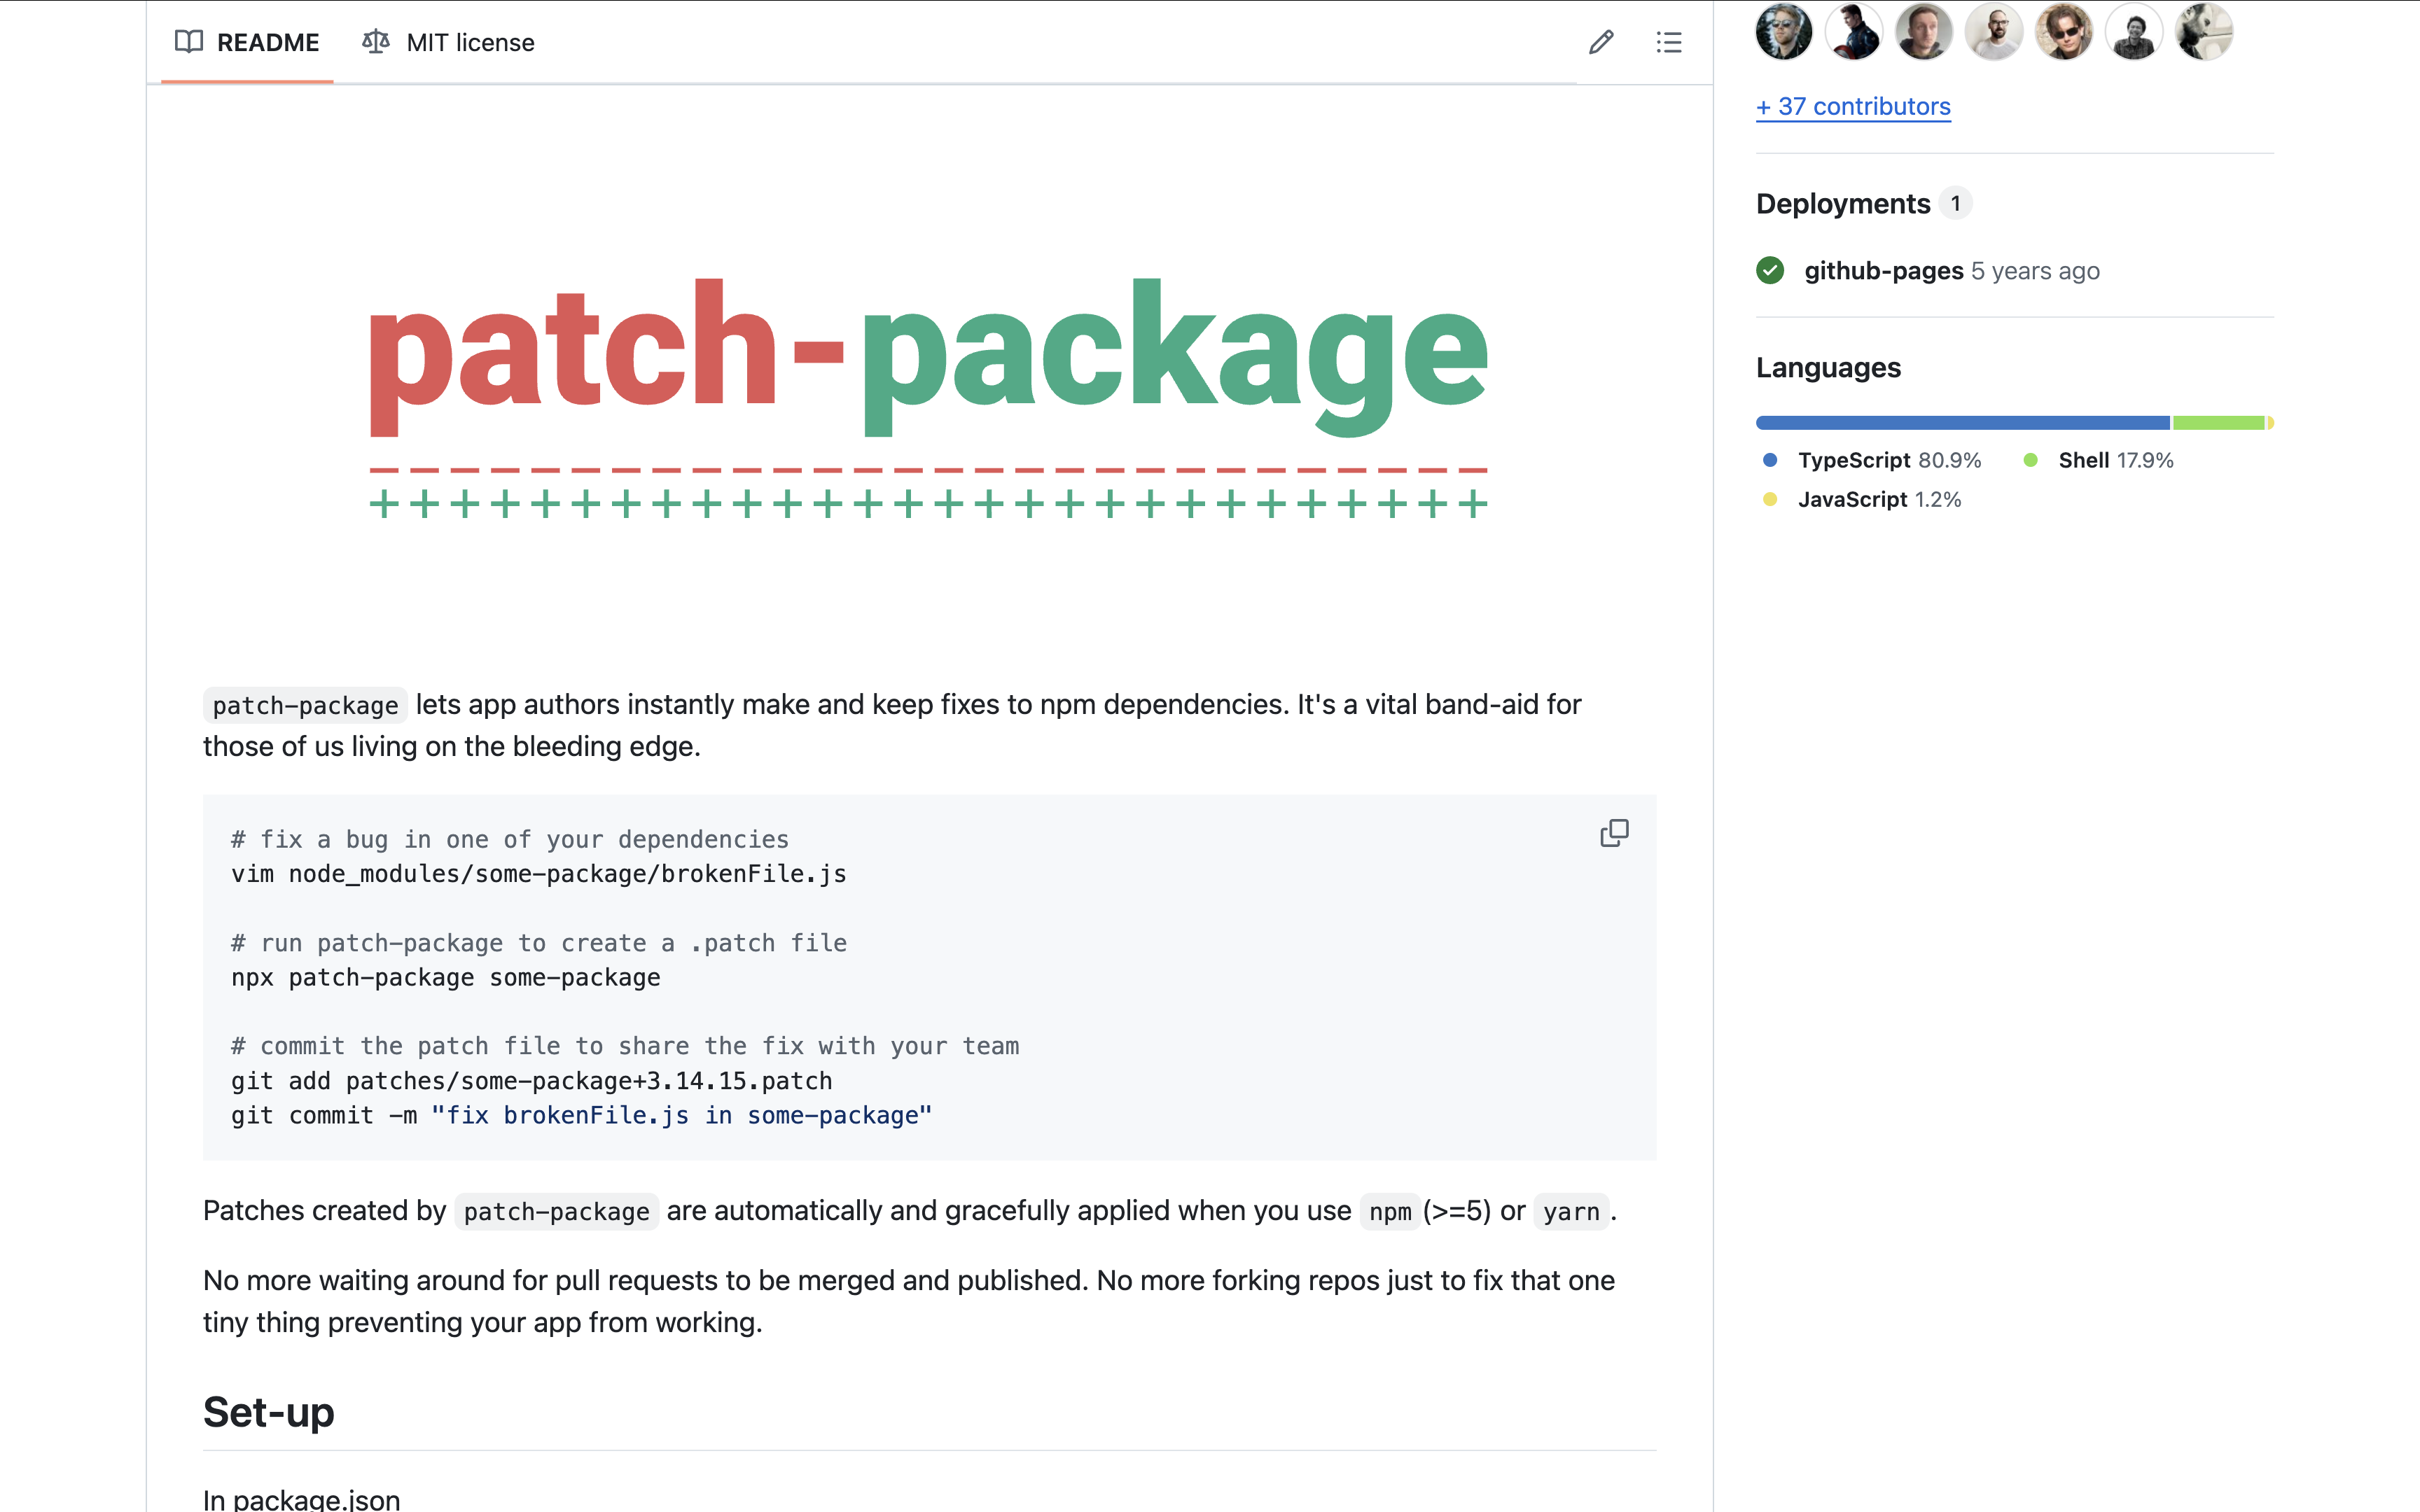 README
MIT license
patch-package
— — — — — — — — — — — — — — — — — — — — — — — — — — — —
+ + + + + + + + + + + + + + + + + + + + + + + + + + + +
patch-package lets app authors instantly make and keep fixes to npm dependencies. It's a vital band-aid for
those of us living on the bleeding edge.
# fix a bug in one of your dependencies
vim node_modules/some-package/brokenFile.js
# run patch-package to create a .patch file
npx patch-package some-package
# commit the patch file to share the fix with your team
git add patches/some-package+3.14.15.patch
git commit -m "fix brokenFile.js in some-package"
Patches created by patch-package are automatically and gracefully applied when you use npm (>=5) or yarn .
No more waiting around for pull requests to be merged and published. No more forking repos just to fix that one
tiny thing preventing your app from working.
Set-up
In package.json
+ 37 contributors
Deployments 1
github-pages 5 years ago
Languages
TypeScript 80.9% Shell 17.9%
JavaScript 1.2%